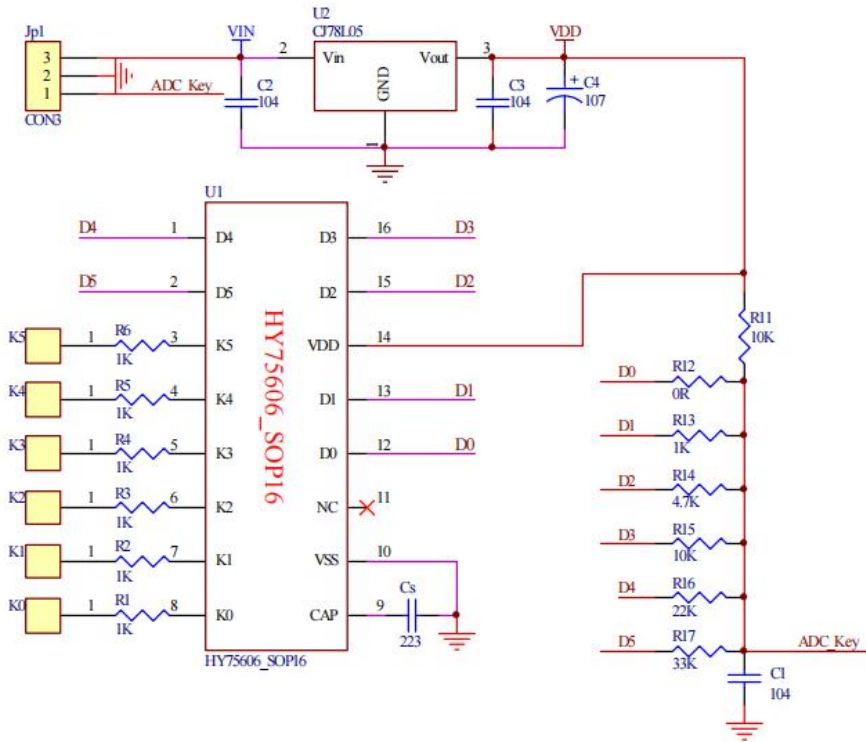 Jp1
3
2
1
CON3
ADC_Key
VIN
C2
104
U2
CJ78L05
2
Vin
Vout
3
GND
1
VDD
C3
104
C4
+
107
U1
D4
1
D4
D3
16
D3
D5
2
D5
D2
15
D2
K5
1
R6
1K
3
K5
VDD
14
K4
1
R5
1K
4
K4
D1
13
D1
K3
1
R4
1K
5
K3
D0
12
D0
K2
1
R3
1K
6
K2
NC
11
K1
1
R2
1K
7
K1
VSS
10
K0
1
R1
1K
8
K0
CAP
9
Cs
223
HY75606_SOP16
HY75606_SOP16
R11
10K
D0
R12
0R
D1
R13
1K
D2
R14
4.7K
D3
R15
10K
D4
R16
22K
D5
R17
33K
ADC_Key
C1
104